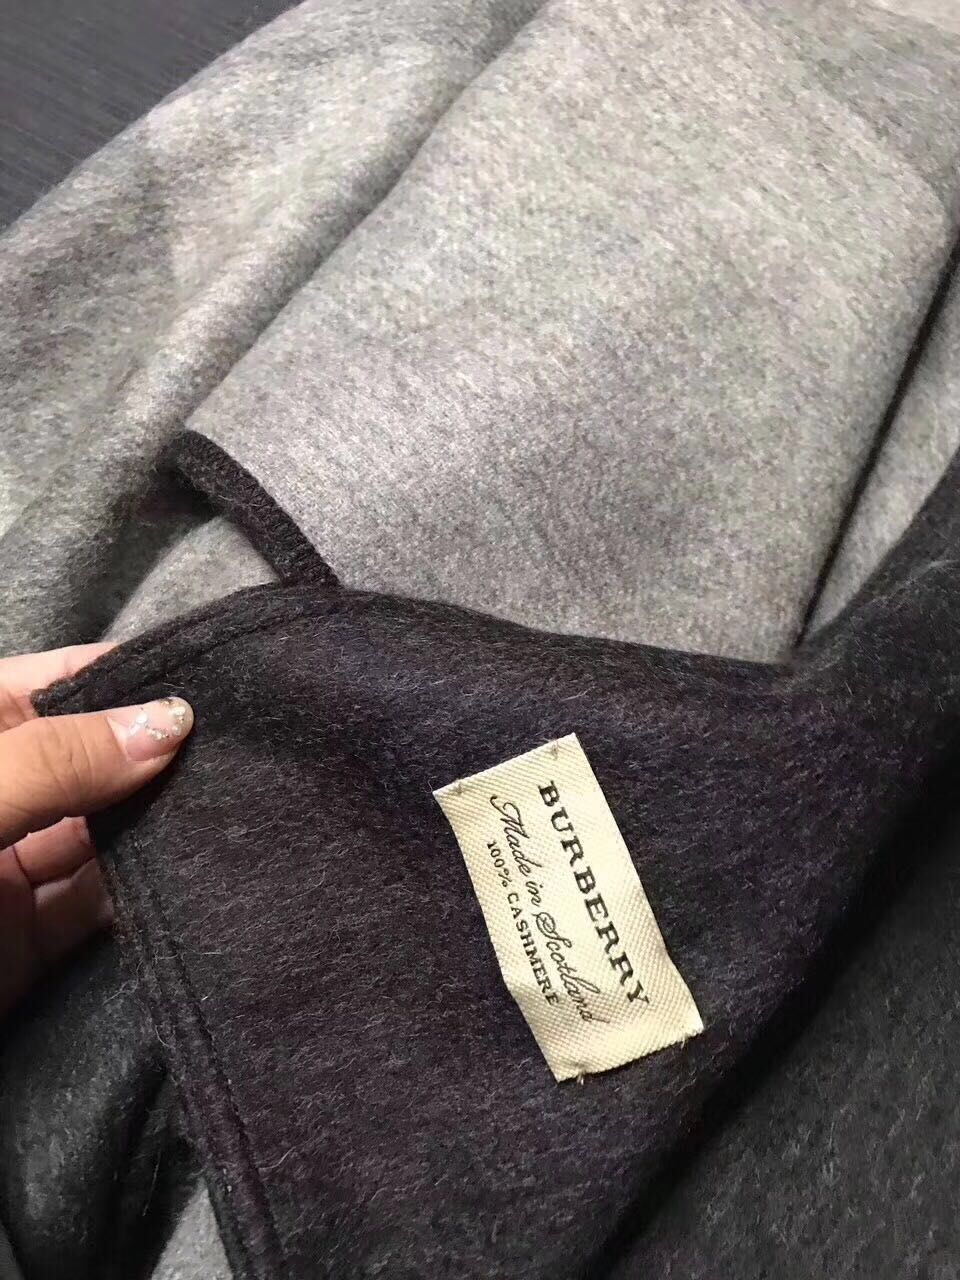 BURBERRY
Made in Scotland
100% CASHMERE